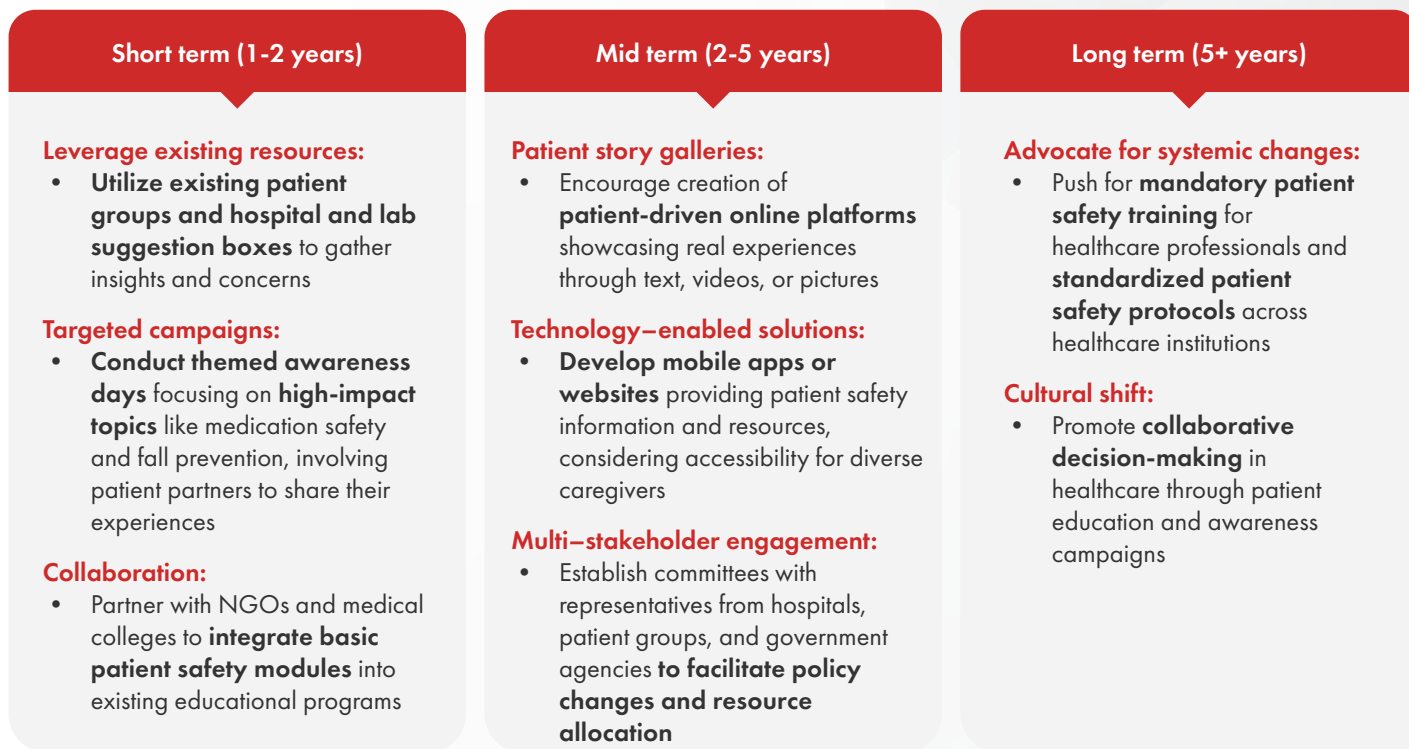 Short term (1-2 years)
Leverage existing resources:
• Utilize existing patient
groups and hospital and lab
suggestion boxes to gather
insights and concerns
Targeted campaigns:
• Conduct themed awareness
days focusing on high-impact
topics like medication safety
and fall prevention, involving
patient partners to share their
experiences
Collaboration:
• Partner with NGOs and medical
colleges to integrate basic
patient safety modules into
existing educational programs
Mid term (2-5 years)
Patient story galleries:
• Encourage creation of
patient-driven online platforms
showcasing real experiences
through text, videos, or pictures
Technology–enabled solutions:
• Develop mobile apps or
websites providing patient safety
information and resources,
considering accessibility for diverse
caregivers
Multi–stakeholder engagement:
• Establish committees with
representatives from hospitals,
patient groups, and government
agencies to facilitate policy
changes and resource
allocation
Long term (5+ years)
Advocate for systemic changes:
• Push for mandatory patient
safety training for
healthcare professionals and
standardized patient
safety protocols across
healthcare institutions
Cultural shift:
• Promote collaborative
decision-making in
healthcare through patient
education and awareness
campaigns